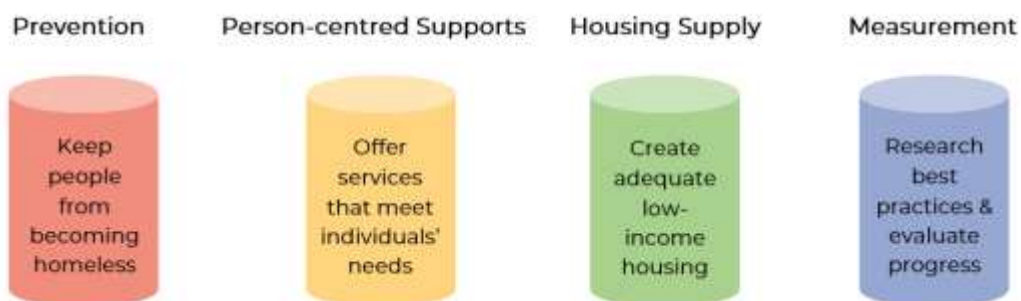 Prevention
Person-centred Supports
Housing Supply
Measurement
Keep
people
from
becoming
homeless
Offer
services
that meet
individuals'
needs
Create
adequate
low-
income
housing
Research
best
practices &
evaluate
progress